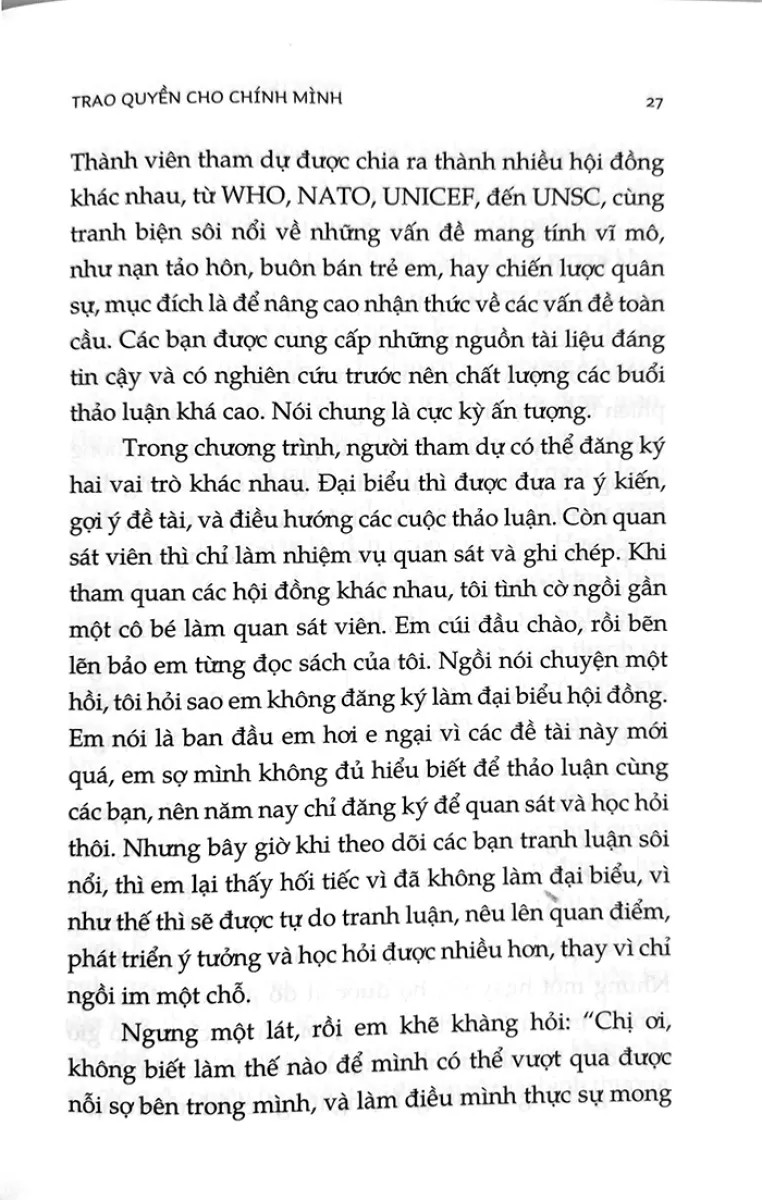 TRAO QUYỀN CHO CHÍNH MÌNH 27
Thành viên tham dự được chia ra thành nhiều hội đồng
khác nhau, từ WHO, NATO, UNICEF, đến UNSC, cùng
tranh biện sôi nổi về những vấn đề mang tính vĩ mô,
như nạn tảo hôn, buôn bán trẻ em, hay chiến lược quân
sự, mục đích là để nâng cao nhận thức về các vấn đề toàn
cầu. Các bạn được cung cấp những nguồn tài liệu đáng
tin cậy và có nghiên cứu trước nên chất lượng các buổi
thảo luận khá cao. Nói chung là cực kỳ ấn tượng.
Trong chương trình, người tham dự có thể đăng ký
hai vai trò khác nhau. Đại biểu thì được đưa ra ý kiến,
gợi ý đề tài, và điều hướng các cuộc thảo luận. Còn quan
sát viên thì chỉ làm nhiệm vụ quan sát và ghi chép. Khi
tham quan các hội đồng khác nhau, tôi tình cờ ngồi gần
một cô bé làm quan sát viên. Em cúi đầu chào, rồi bẽn
lẽn bảo em từng đọc sách của tôi. Ngồi nói chuyện một
hồi, tôi hỏi sao em không đăng ký làm đại biểu hội đồng.
Em nói là ban đầu em hơi e ngại vì các đề tài này mới
quá, em sợ mình không đủ hiểu biết để thảo luận cùng
các bạn, nên năm nay chỉ đăng ký để quan sát và học hỏi
thôi. Nhưng bây giờ khi theo dõi các bạn tranh luận sôi
nổi, thì em lại thấy hối tiếc vì đã không làm đại biểu, vì
như thế thì sẽ được tự do tranh luận, nêu lên quan điểm,
phát triển ý tưởng và học hỏi được nhiều hơn, thay vì chỉ
ngồi im một chỗ.
Ngưng một lát, rồi em khẽ khàng hỏi: “Chị ơi,
không biết làm thế nào để mình có thể vượt qua được
nỗi sợ bên trong mình, và làm điều mình thực sự mong